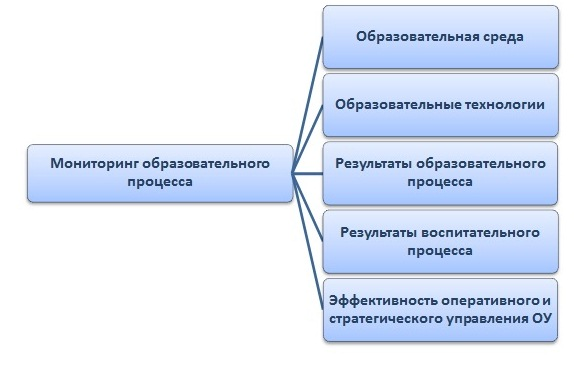 Образовательная среда
Образовательные технологии
Мониторинг образовательного
процесса
Результаты образовательного
процесса
Результаты воспитательного
процесса
Эффективность оперативного и
стратегического управления ОУ